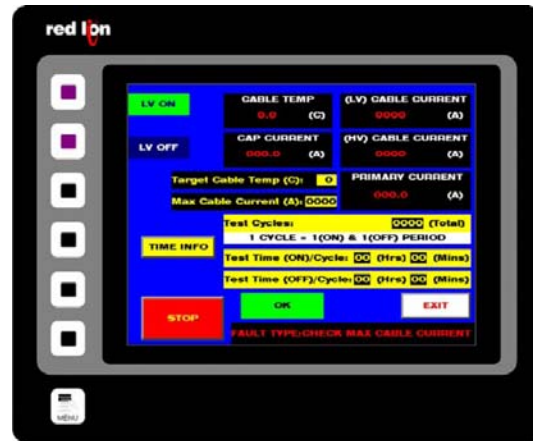 red lion
LV ON
CABLE TEMP
0.0 (C)
(LV) CABLE CURRENT
0000 (A)
LV OFF
CAP CURRENT
000.0 (A)
(HV) CABLE CURRENT
0000 (A)
Target Cable Temp (C): 0
Max Cable Current (A): 0000
PRIMARY CURRENT
000.0 (A)
Test Cycles: 0000 (Total)
1 CYCLE = 1(ON) & 1(OFF) PERIOD
TIME INFO
Test Time (ON)/Cycle: 00 (Hrs) 00 (Mins)
Test Time (OFF)/Cycle: 00 (Hrs) 00 (Mins)
STOP
OK
EXIT
FAULT TYPE:CHECK MAX CABLE CURRENT
MENU